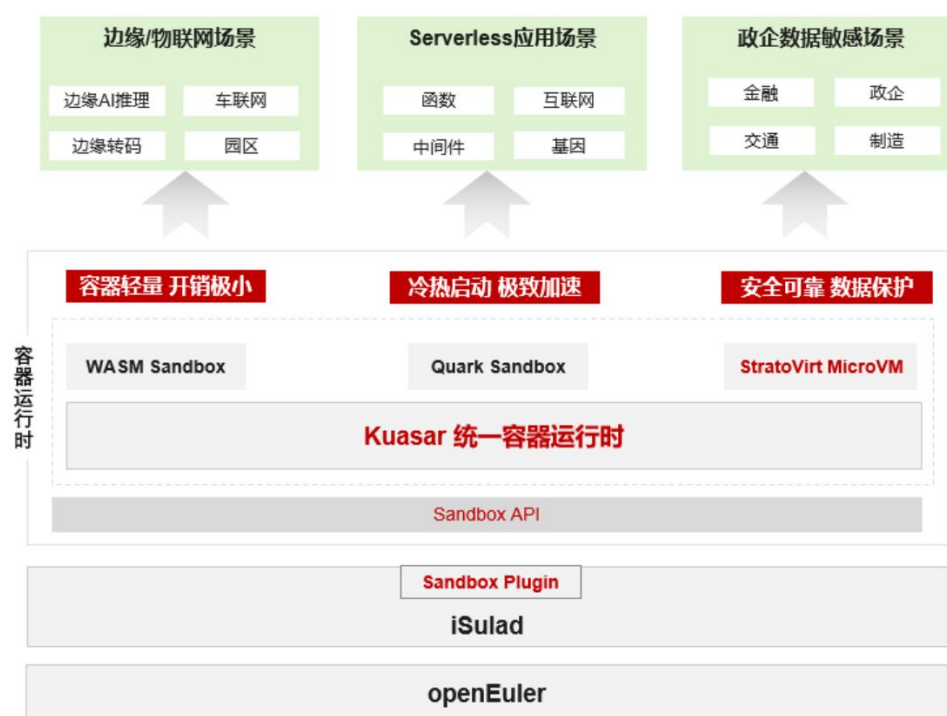 边缘/物联网场景
边缘AI推理
车联网
边缘转码
园区
Serverless应用场景
函数
互联网
中间件
基因
政企数据敏感场景
金融
政企
交通
制造
容器运行时
容器轻量 开销极小
冷热启动 极致加速
安全可靠 数据保护
WASM Sandbox
Quark Sandbox
StratoVirt MicroVM
Kuasar 统一容器运行时
Sandbox API
Sandbox Plugin
iSulad
openEuler